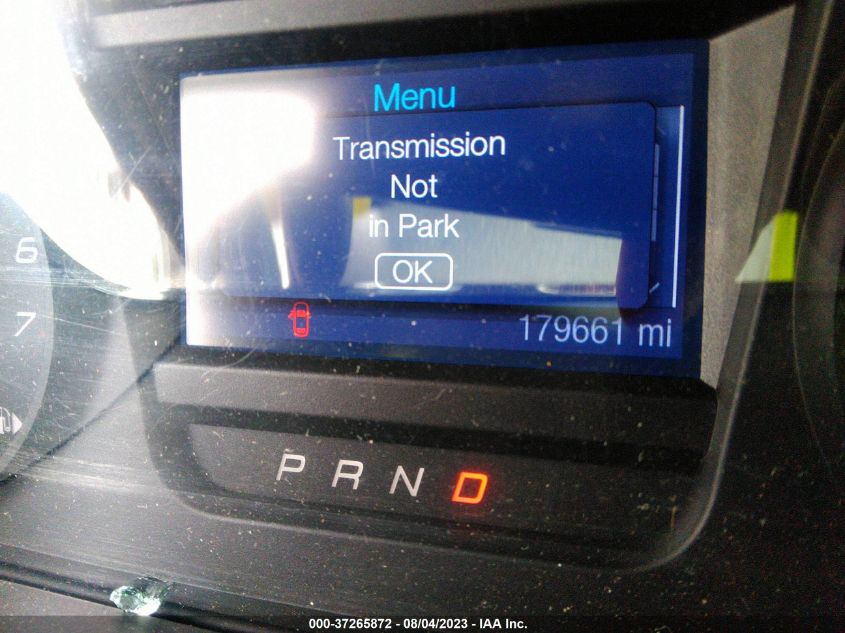 Menu
Transmission
Not
in Park
OK
6
7
179661 mi
P R N D
000-37265872 - 08/04/2023 - IAA Inc.